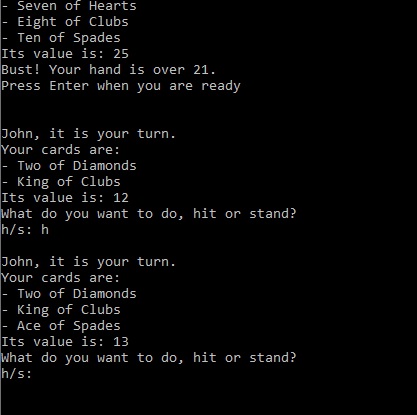 - Seven of Hearts
- Eight of Clubs
- Ten of Spades
Its value is: 25
Bust! Your hand is over 21.
Press Enter when you are ready
John, it is your turn.
Your cards are:
- Two of Diamonds
- King of Clubs
Its value is: 12
What do you want to do, hit or stand?
h/s: h
John, it is your turn.
Your cards are:
- Two of Diamonds
- King of Clubs
- Ace of Spades
Its value is: 13
What do you want to do, hit or stand?
h/s: